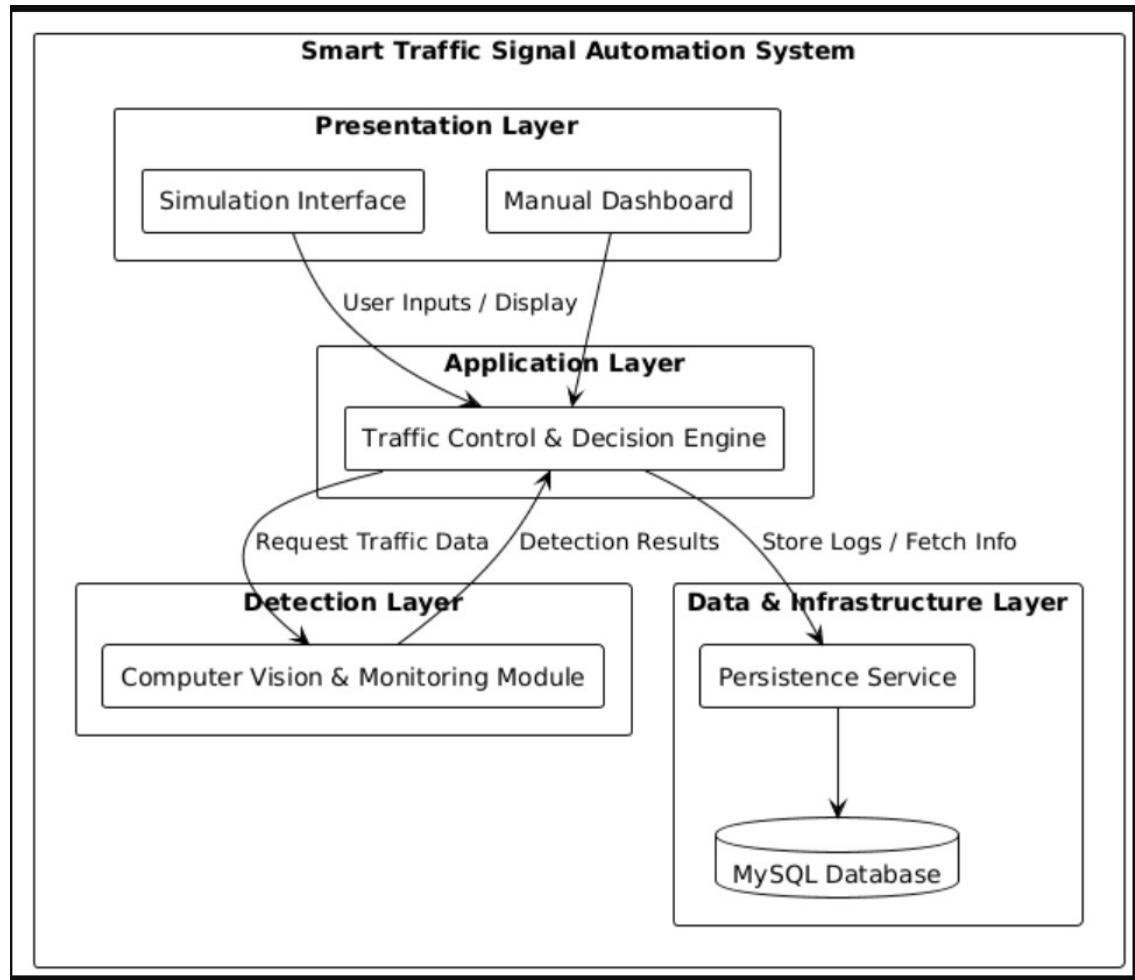 Smart Traffic Signal Automation System
Presentation Layer
Simulation Interface
Manual Dashboard
User Inputs / Display
Application Layer
Traffic Control & Decision Engine
Request Traffic Data
Detection Results
Store Logs / Fetch Info
Detection Layer
Data & Infrastructure Layer
Computer Vision & Monitoring Module
Persistence Service
MySQL Database